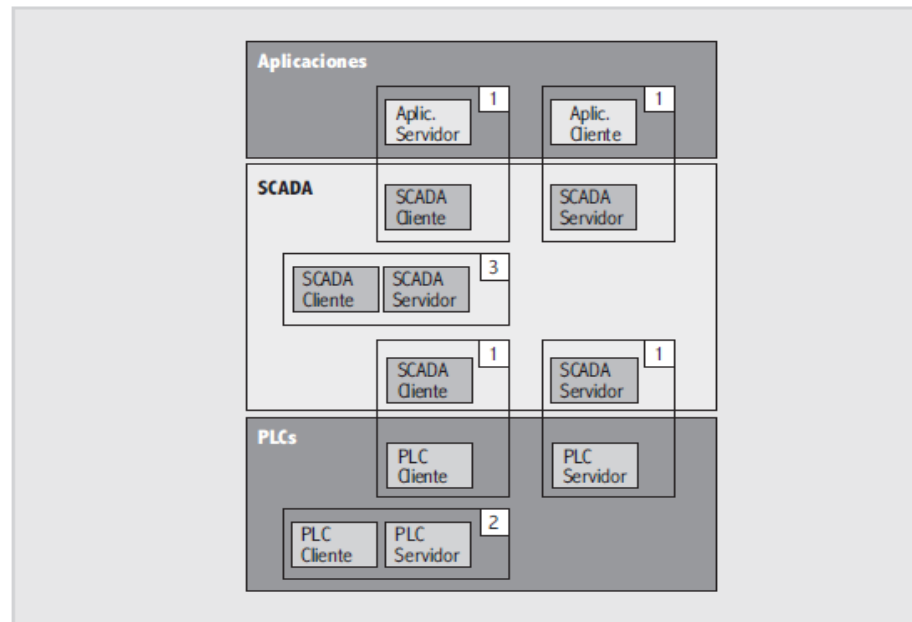 Aplicaciones
1
1
Aplic.
Servidor
Aplic.
Cliente
SCADA
SCADA
Cliente
SCADA
Servidor
3
SCADA
Cliente
SCADA
Servidor
1
1
SCADA
Cliente
SCADA
Servidor
PLCs
PLC
Cliente
PLC
Servidor
2
PLC
Cliente
PLC
Servidor